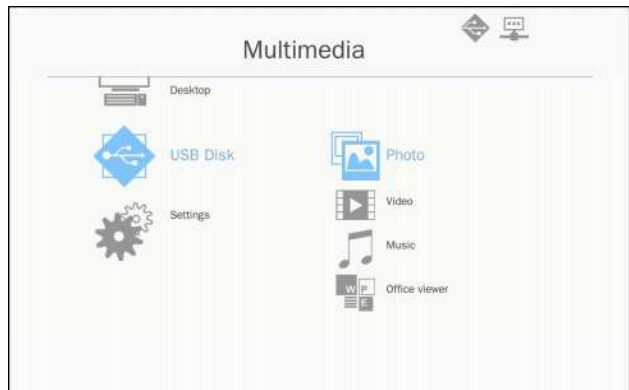 Multimedia
Desktop
USB Disk
Photo
Video
Settings
Music
W P
E
Office viewer